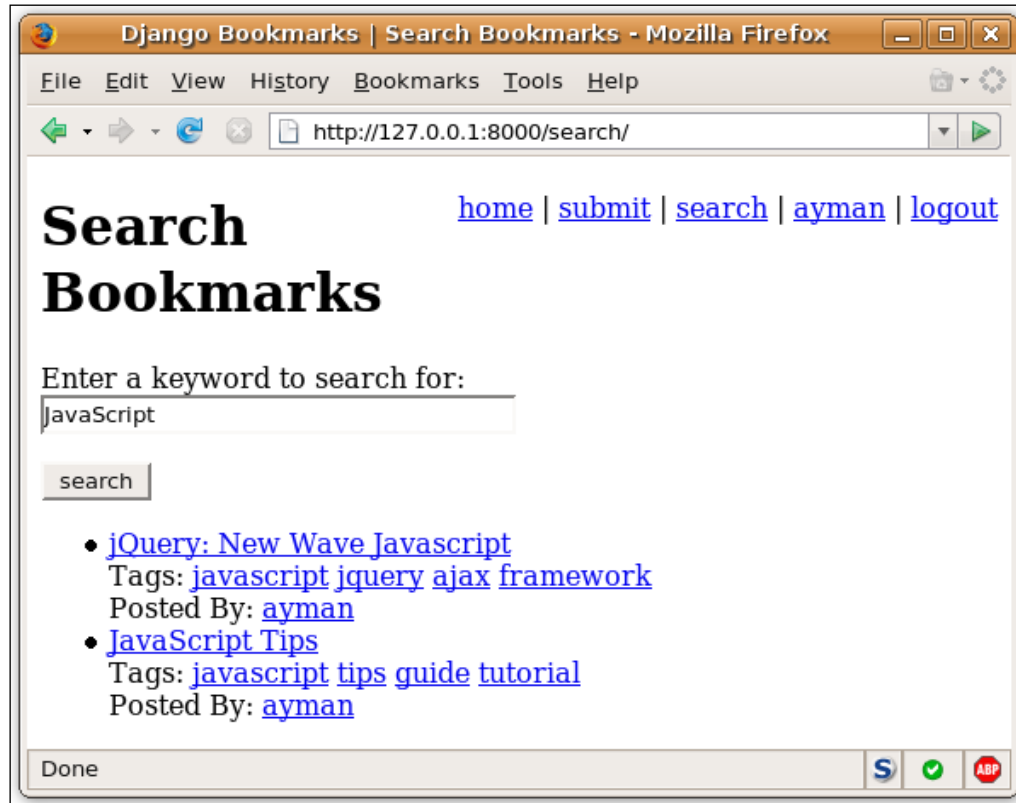 Django Bookmarks | Search Bookmarks - Mozilla Firefox
File Edit View History Bookmarks Tools Help
http://127.0.0.1:8000/search/
home | submit | search | ayman | logout
Search
Bookmarks
Enter a keyword to search for:
JavaScript
search
jQuery: New Wave Javascript
Tags: javascript jquery ajax framework
Posted By: ayman
JavaScript Tips
Tags: javascript tips guide tutorial
Posted By: ayman
Done
S
ABP